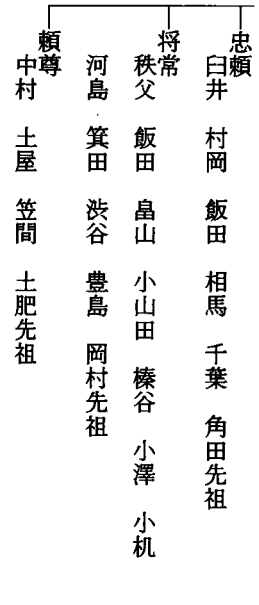 忠頼
臼井 村岡 飯田 相馬 千葉 角田先祖
将常
秩父 飯田 畠山 小山田 榛谷 小澤 小机
河島 箕田 渋谷 豊島 岡村先祖
頼尊
中村 土屋 笠間 土肥先祖